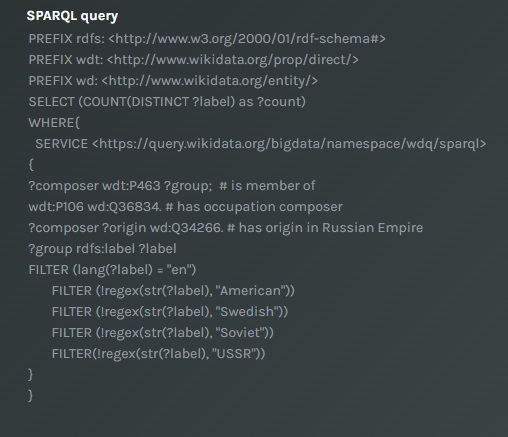 SPARQL query
PREFIX rdfs: <http://www.w3.org/2000/01/rdf-schema#>
PREFIX wdt: <http://www.wikidata.org/prop/direct/>
PREFIX wd: <http://www.wikidata.org/entity/>
SELECT (COUNT(DISTINCT ?label) as ?count)
WHERE{
SERVICE <https://query.wikidata.org/bigdata/namespace/wdq/sparql>
{
?composer wdt:P463 ?group; # is member of
wdt:P106 wd:Q36834. # has occupation composer
?composer ?origin wd:Q34266. # has origin in Russian Empire
?group rdfs:label ?label
FILTER (lang(?label) = "en")
FILTER (!regex(str(?label), "American"))
FILTER (!regex(str(?label), "Swedish"))
FILTER (!regex(str(?label), "Soviet"))
FILTER(!regex(str(?label), "USSR"))
}
}